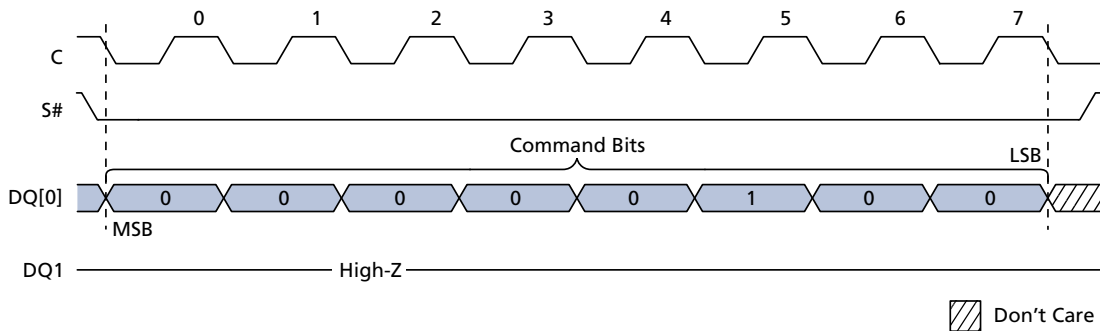 0 1 2 3 4 5 6 7
C
S#
Command Bits
LSB
DQ[0] 0 0 0 0 0 1 0 0
MSB
DQ1 High-Z
Don't Care